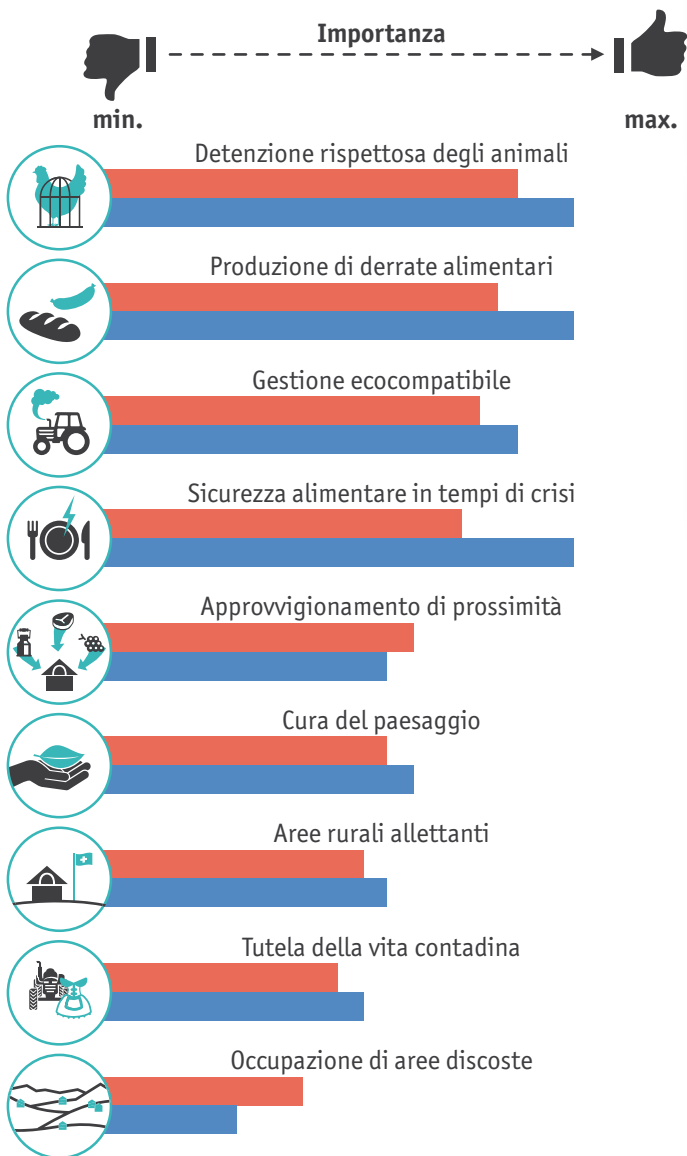 Importanza
min.
max.
Detenzione rispettosa degli animali
Produzione di derrate alimentari
Gestione ecocompatibile
Sicurezza alimentare in tempi di crisi
Approvvigionamento di prossimità
Cura del paesaggio
Aree rurali allettanti
Tutela della vita contadina
Occupazione di aree discoste